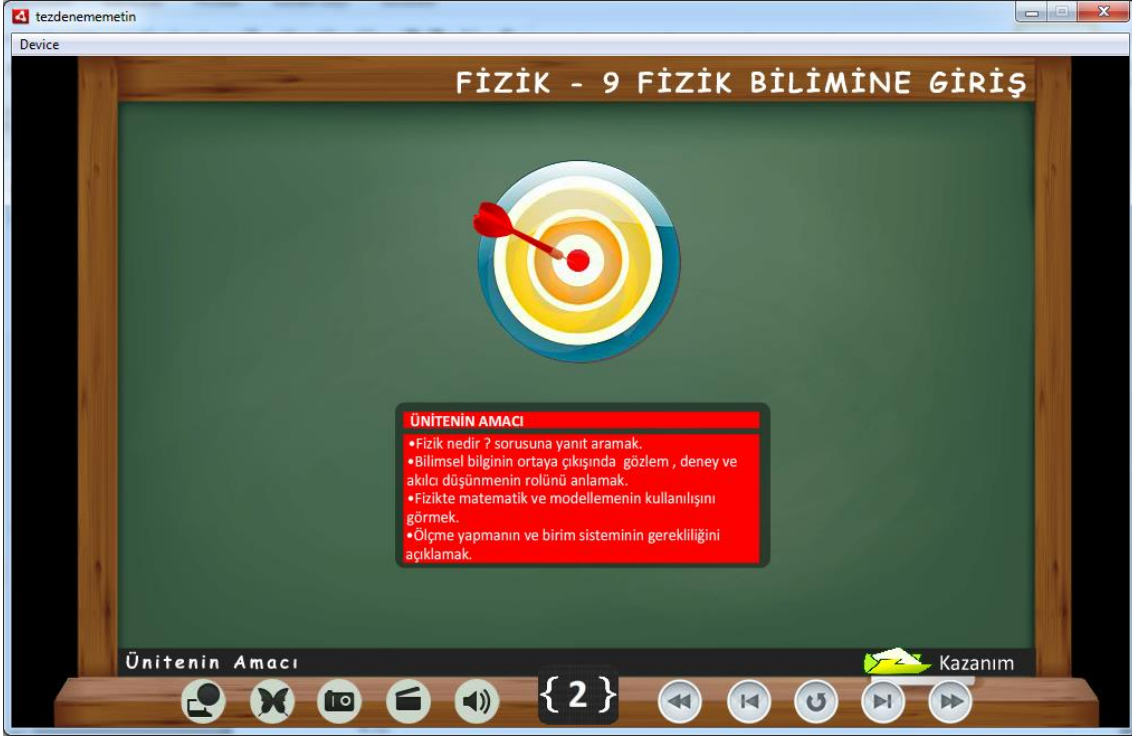 tezdenememetin
Device
FİZİK - 9 FİZİK BİLİMİNE GİRİŞ
ÜNİTENİN AMACI
•Fizik nedir ? sorusuna yanıt aramak.
•Bilimsel bilginin ortaya çıkışında gözlem , deney ve
akılcı düşünmenin rolünü anlamak.
•Fizikte matematik ve modellemenin kullanılışını
görmek.
•Ölçme yapmanın ve birim sisteminin gerekliliğini
açıklamak.
Ünitenin Amacı
Kazanım
{2}